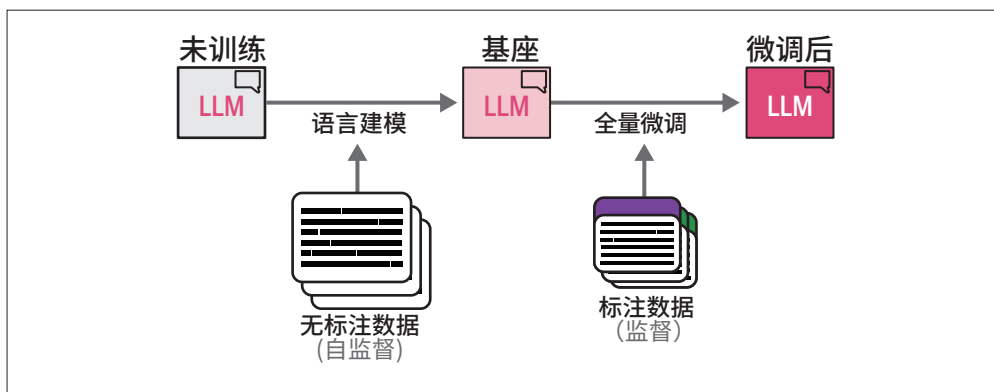 未训练
基座
微调后
LLM
LLM
LLM
语言建模
全量微调
无标注数据
(自监督)
标注数据
（监督）